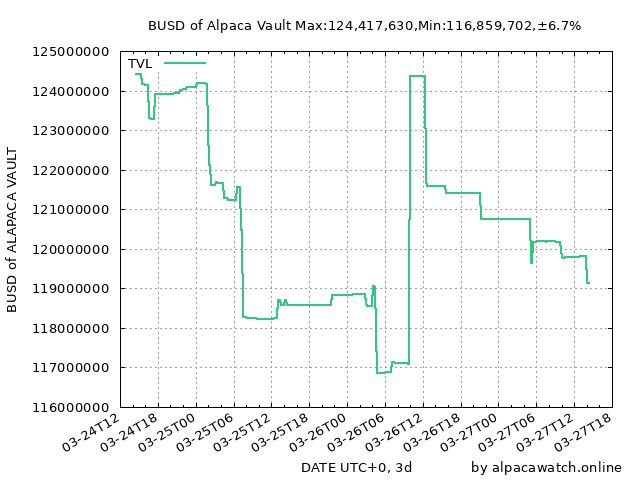 BUSD of Alpaca Vault Max:124,417,630,Min:116,859,702,±6.7%
TVL
BUSD of ALAPACA VAULT
125000000
124000000
123000000
122000000
121000000
120000000
119000000
118000000
117000000
116000000
03-24T12
03-24T18
03-25T00
03-25T06
03-25T12
03-25T18
03-26T00
03-26T06
03-26T12
03-26T18
03-27T00
03-27T06
03-27T12
03-27T18
DATE UTC+0, 3d
by alpacawatch.online